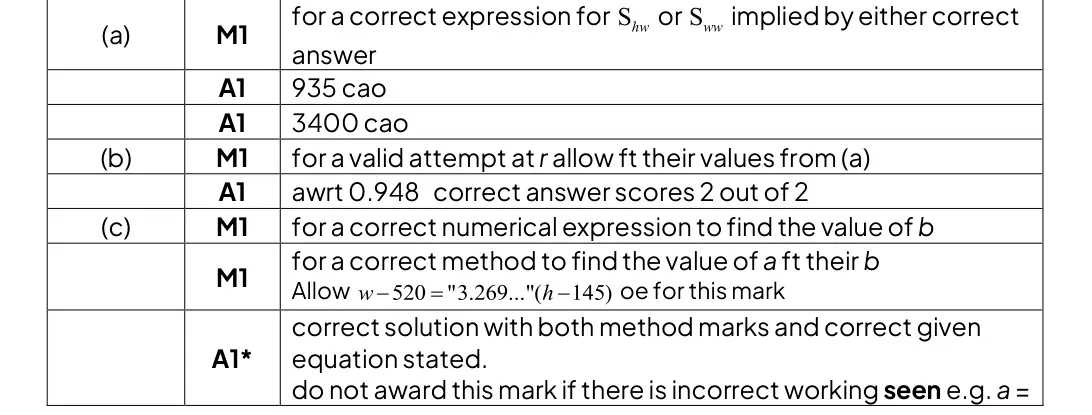 (a) M1 for a correct expression for S_hw or S_ww implied by either correct
answer
A1 935 cao
A1 3400 cao
(b) M1 for a valid attempt at r allow ft their values from (a)
A1 awrt 0.948 correct answer scores 2 out of 2
(c) M1 for a correct numerical expression to find the value of b
M1 for a correct method to find the value of a ft their b
Allow w – 520 = "3.269..."(h – 145) oe for this mark
A1* correct solution with both method marks and correct given
equation stated.
do not award this mark if there is incorrect working seen e.g. a =